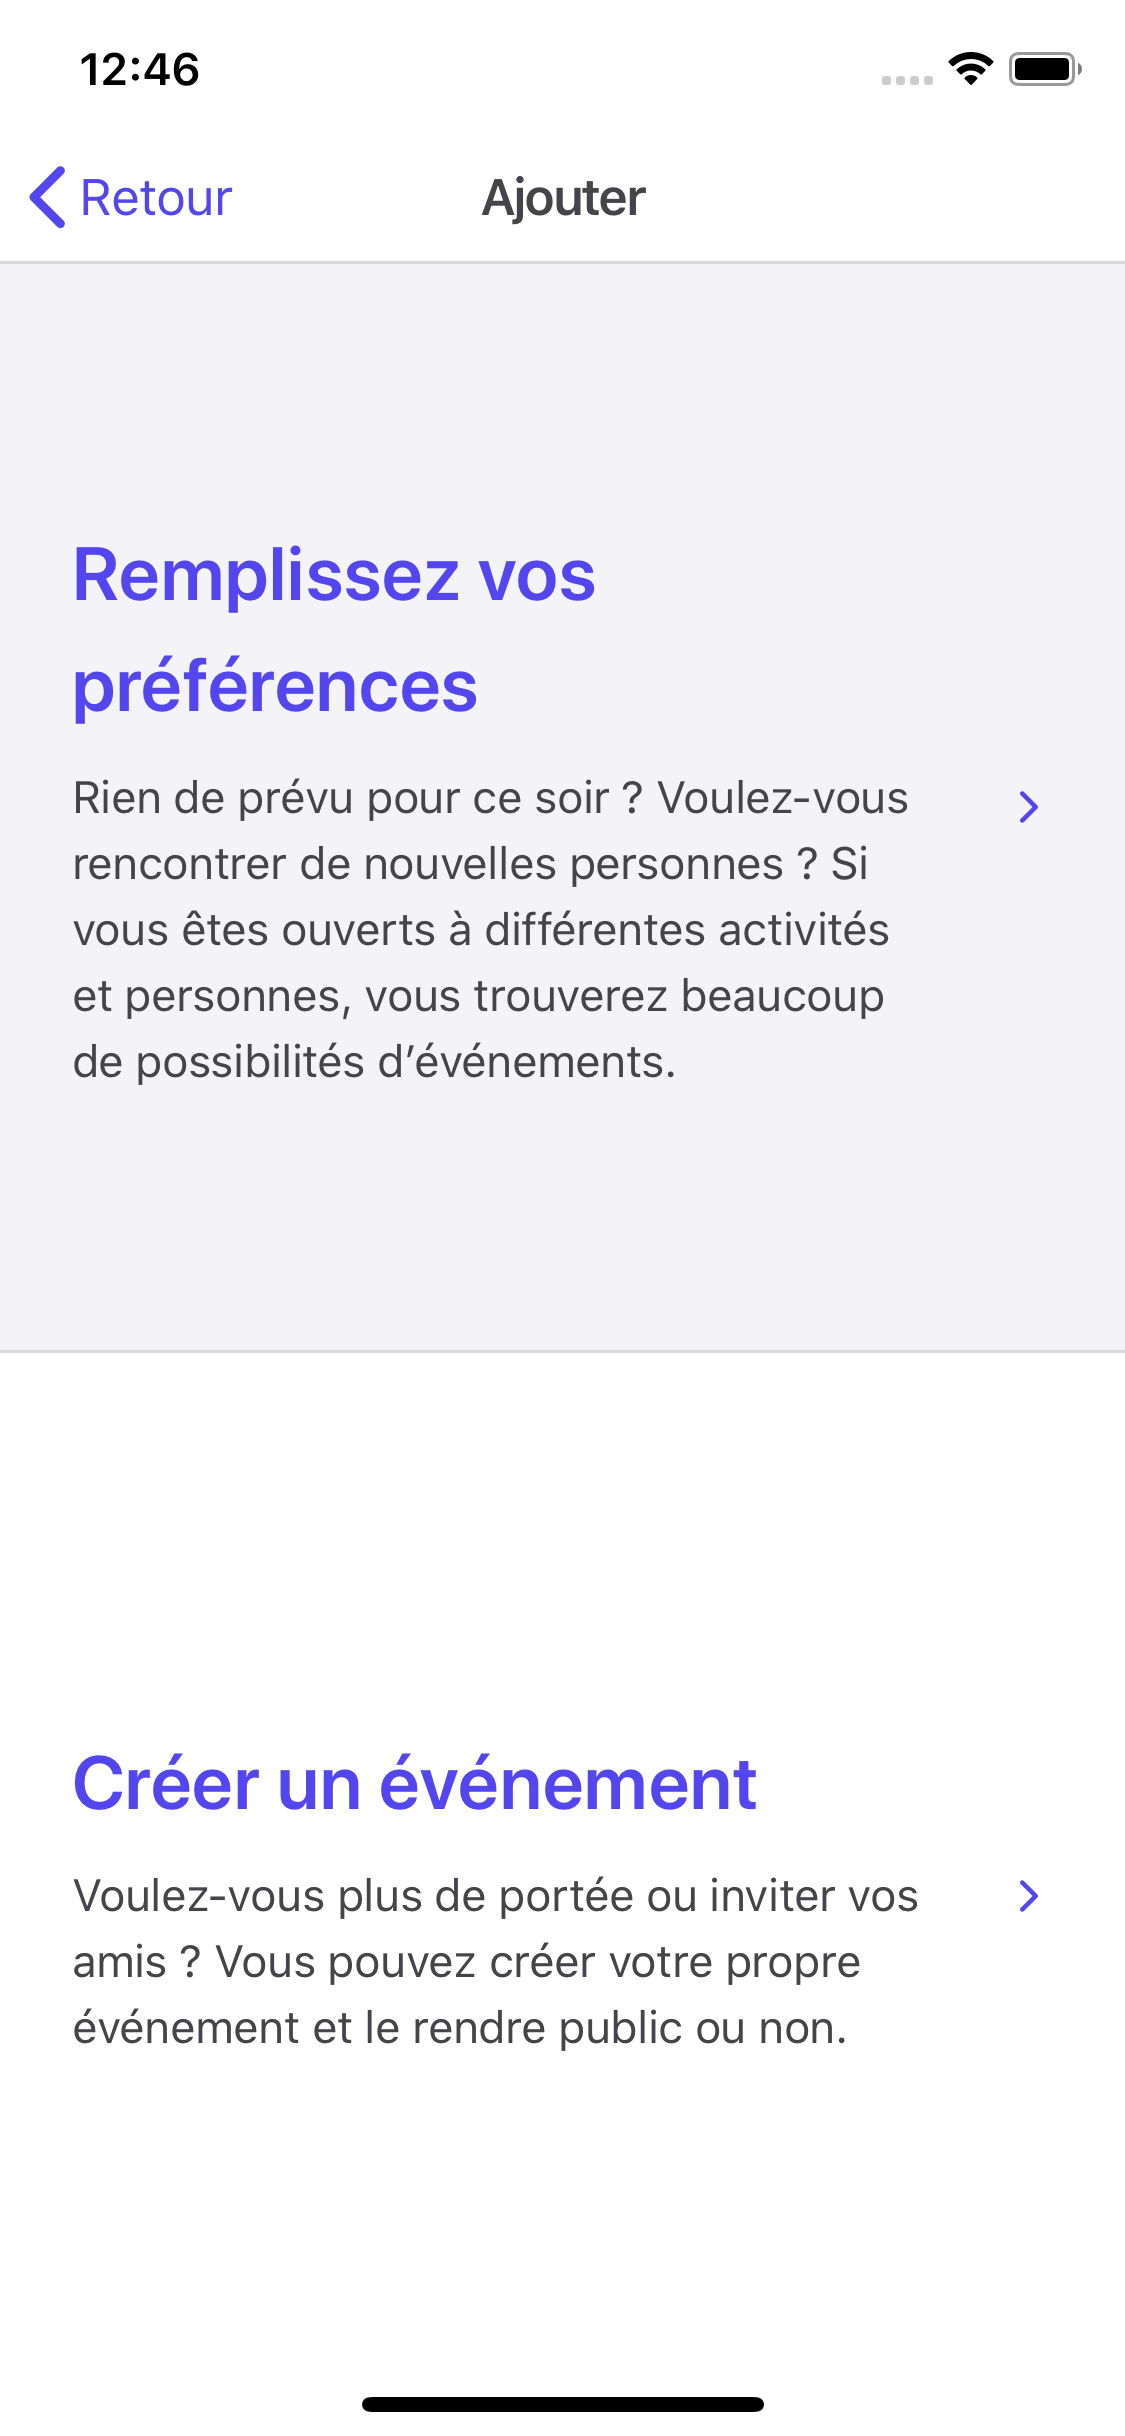 12:46
Retour
Ajouter
Remplissez vos
préférences
Rien de prévu pour ce soir ? Voulez-vous
rencontrer de nouvelles personnes ? Si
vous êtes ouverts à différentes activités
et personnes, vous trouverez beaucoup
de possibilités d’événements.
Créer un événement
Voulez-vous plus de portée ou inviter vos
amis ? Vous pouvez créer votre propre
événement et le rendre public ou non.